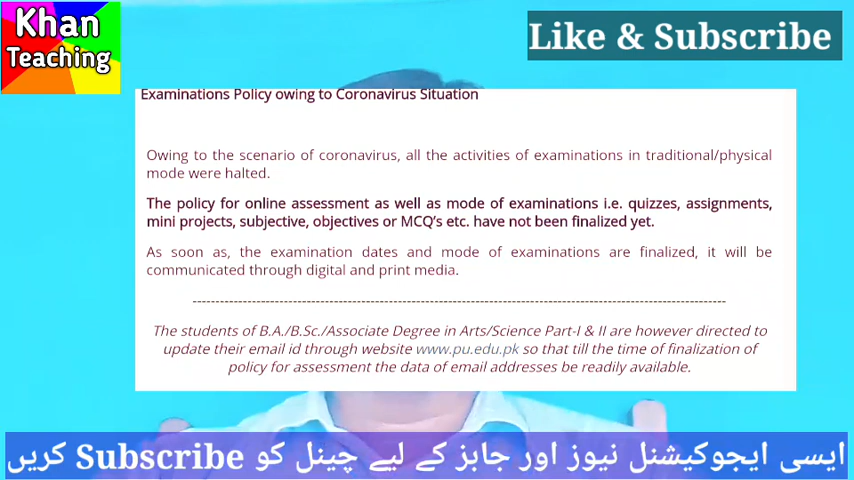 Khan
Teaching
Like & Subscribe
Examinations Policy owing to Coronavirus Situation
Owing to the scenario of coronavirus, all the activities of examinations in traditional/physical
mode were halted.
The policy for online assessment as well as mode of examinations i.e. quizzes, assignments,
mini projects, subjective, objectives or MCQ's etc. have not been finalized yet.
As soon as, the examination dates and mode of examinations are finalized, it will be
communicated through digital and print media.
--------------------------------------------------------------------------------------------------------------------
The students of B.A./B.Sc./Associate Degree in Arts/Science Part-I & II are however directed to
update their email id through website www.pu.edu.pk so that till the time of finalization of
policy for assessment the data of email addresses be readily available.
ایسی ایجوکیشنل نیوز اور جابز کے لیے چینل کو Subscribe کریں